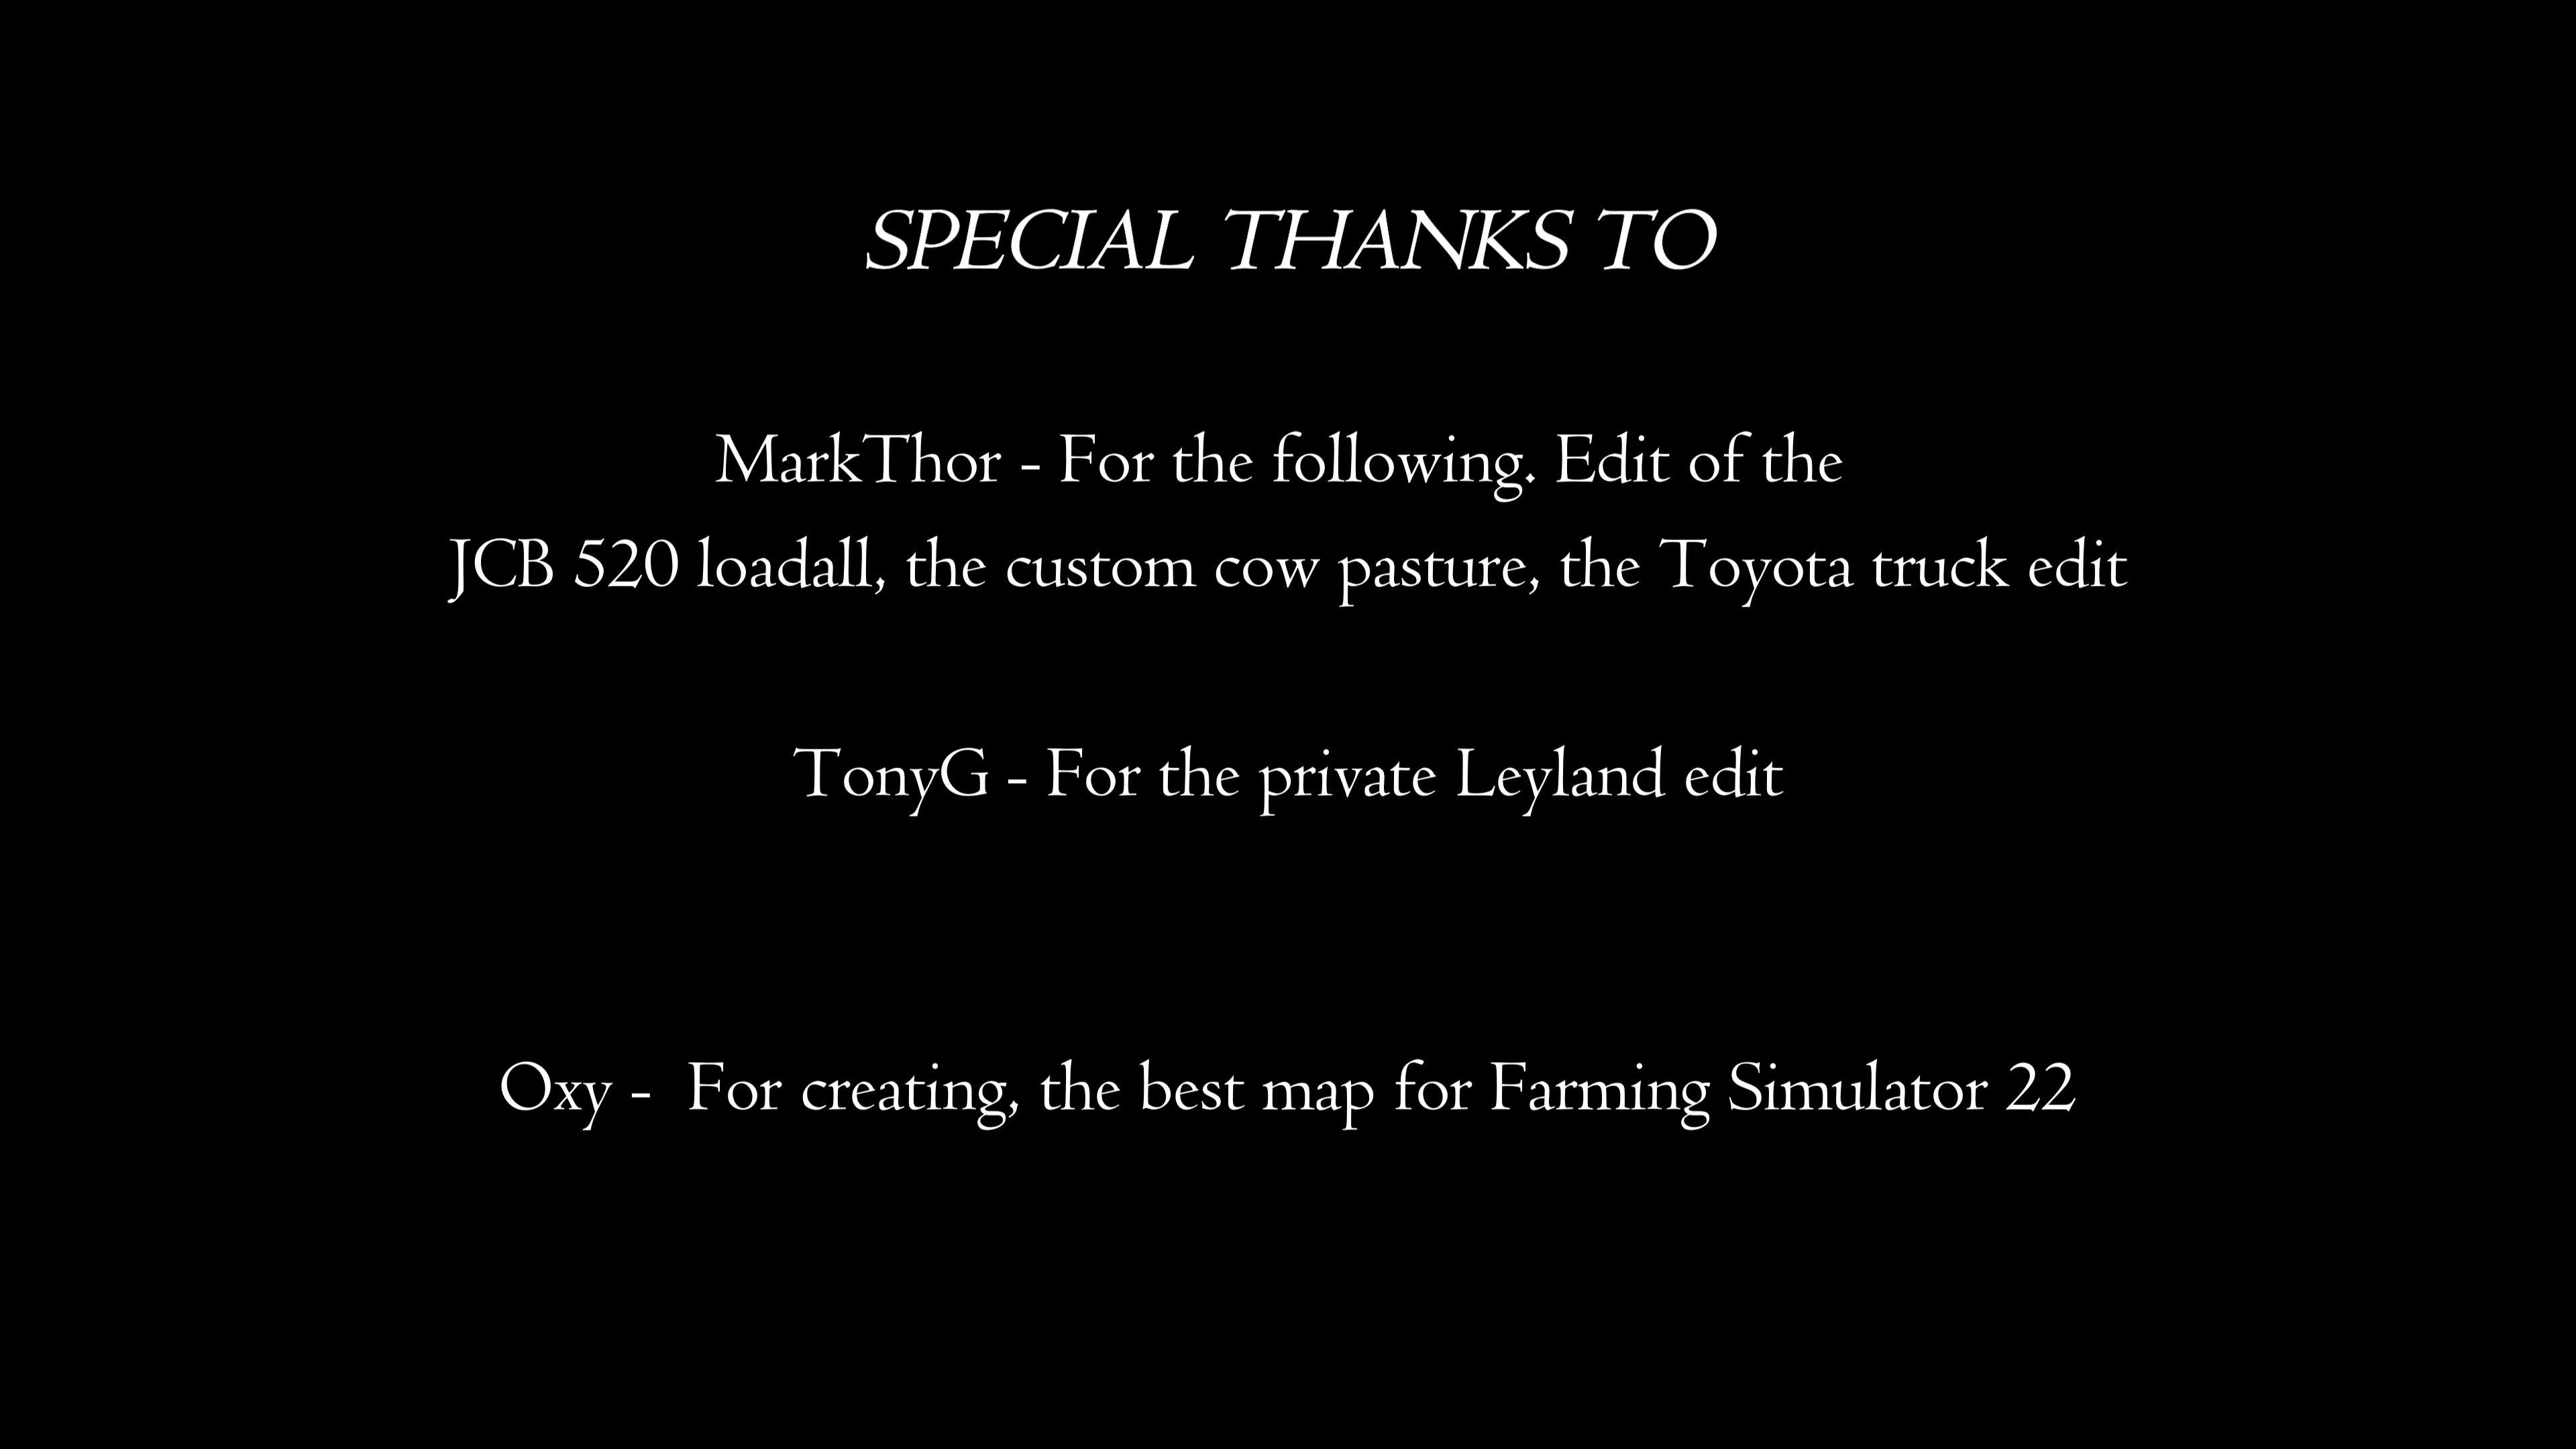 SPECIAL THANKS TO
MarkThor - For the following. Edit of the
JCB 520 loadall, the custom cow pasture, the Toyota truck edit
TonyG - For the private Leyland edit
Oxy -  For creating, the best map for Farming Simulator 22